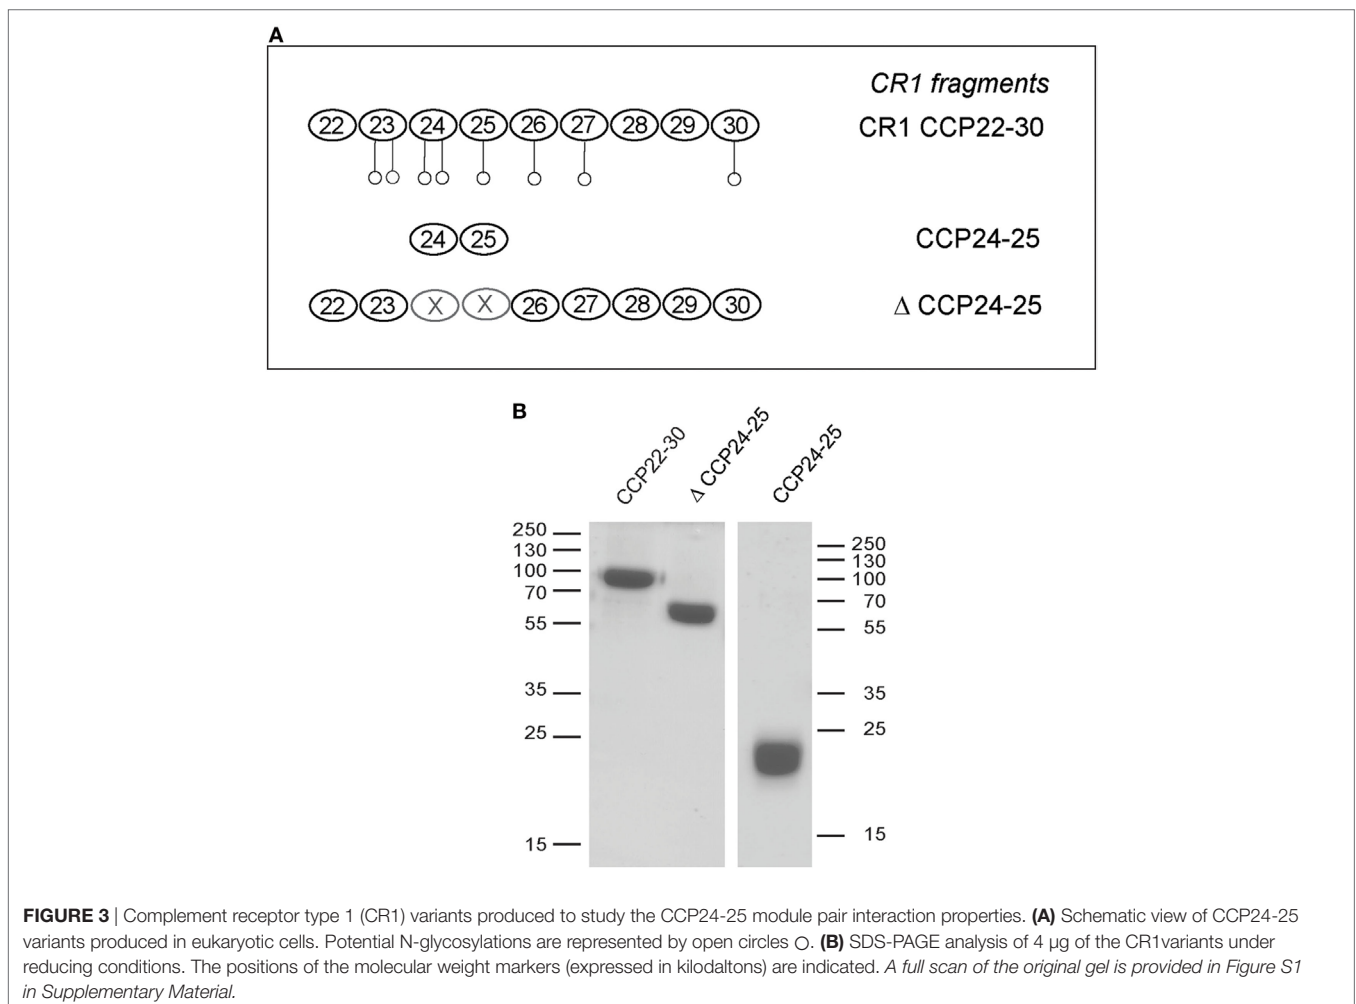 A
CR1 fragments
22 23 24 25 26 27 28 29 30 CR1 CCP22-30
24 25 CCP24-25
22 23 X X 26 27 28 29 30 Δ CCP24-25
B
CCP22-30 Δ CCP24-25 CCP24-25
250
130
100
70
55
35
25
15
250
130
100
70
55
35
25
15
FIGURE 3 | Complement receptor type 1 (CR1) variants produced to study the CCP24-25 module pair interaction properties. (A) Schematic view of CCP24-25
variants produced in eukaryotic cells. Potential N-glycosylations are represented by open circles ○. (B) SDS-PAGE analysis of 4 µg of the CR1variants under
reducing conditions. The positions of the molecular weight markers (expressed in kilodaltons) are indicated. A full scan of the original gel is provided in Figure S1
in Supplementary Material.